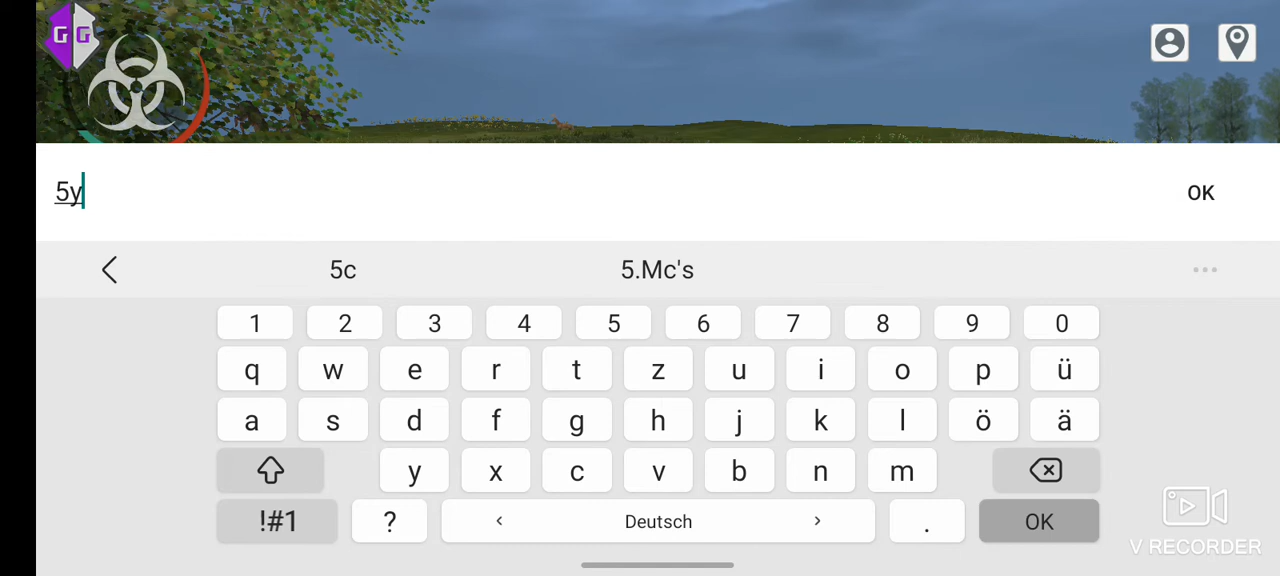 G G
5y
OK
5c 5.Mc's ...
1 2 3 4 5 6 7 8 9 0
q w e r t z u i o p ü
a s d f g h j k l ö ä
y x c v b n m
!#1 ? < Deutsch > . OK
V RECORDER